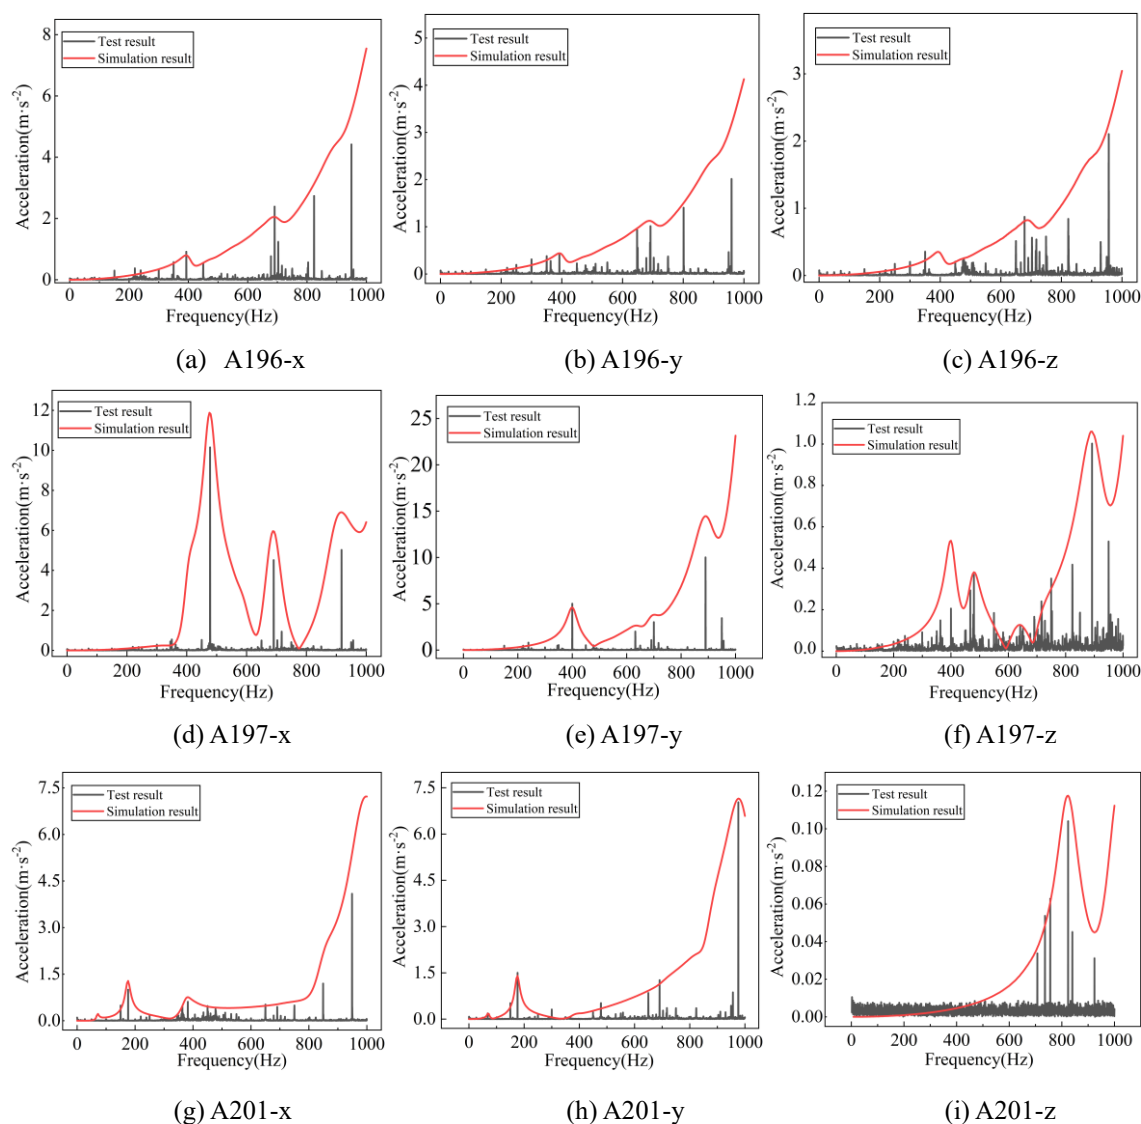 8
6
4
2
0
Acceleration(m·s-2)
Test result
Simulation result
0 200 400 600 800 1000
Frequency(Hz)
(a) A196-x
5
4
3
2
1
0
Acceleration(m·s-2)
Test result
Simulation result
0 200 400 600 800 1000
Frequency(Hz)
(b) A196-y
3
2
1
0
Acceleration(m·s-2)
Test result
Simulation result
0 200 400 600 800 1000
Frequency(Hz)
(c) A196-z
12
10
8
6
4
2
0
Acceleration(m·s-2)
Test result
Simulation result
0 200 400 600 800 1000
Frequency(Hz)
(d) A197-x
25
20
15
10
5
0
Acceleration(m·s-2)
Test result
Simulation result
0 200 400 600 800 1000
Frequency(Hz)
(e) A197-y
1.2
1.0
0.8
0.6
0.4
0.2
0.0
Acceleration(m·s-2)
Test result
Simulation result
0 200 400 600 800 1000
Frequency(Hz)
(f) A197-z
7.5
6.0
4.5
3.0
1.5
0.0
Acceleration(m·s-2)
Test result
Simulation result
0 200 400 600 800 1000
Frequency(Hz)
(g) A201-x
7.5
6.0
4.5
3.0
1.5
0.0
Acceleration(m·s-2)
Test result
Simulation result
0 200 400 600 800 1000
Frequency(Hz)
(h) A201-y
0.12
0.10
0.08
0.06
0.04
0.02
0.00
Acceleration(m·s-2)
Test result
Simulation result
0 200 400 600 800 1000
Frequency(Hz)
(i) A201-z